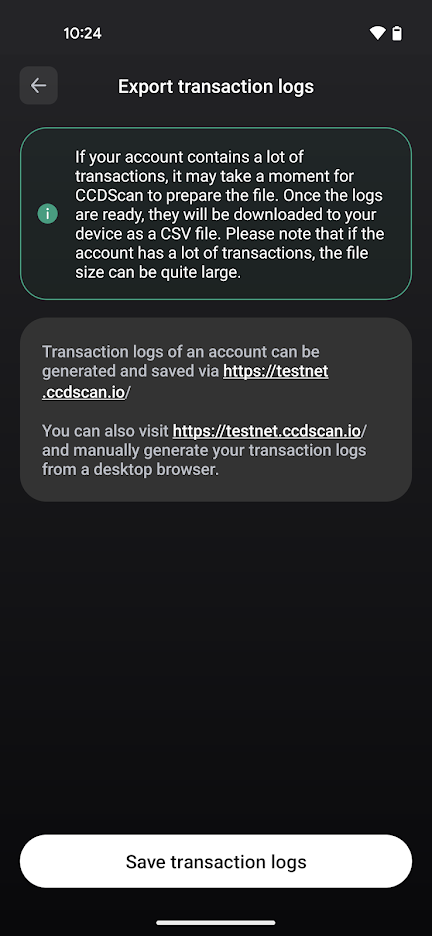 10:24
Export transaction logs
If your account contains a lot of
transactions, it may take a moment for
CCDScan to prepare the file. Once the logs
are ready, they will be downloaded to your
device as a CSV file. Please note that if the
account has a lot of transactions, the file
size can be quite large.
Transaction logs of an account can be
generated and saved via https://testnet
.ccdscan.io/
You can also visit https://testnet.ccdscan.io/
and manually generate your transaction logs
from a desktop browser.
Save transaction logs